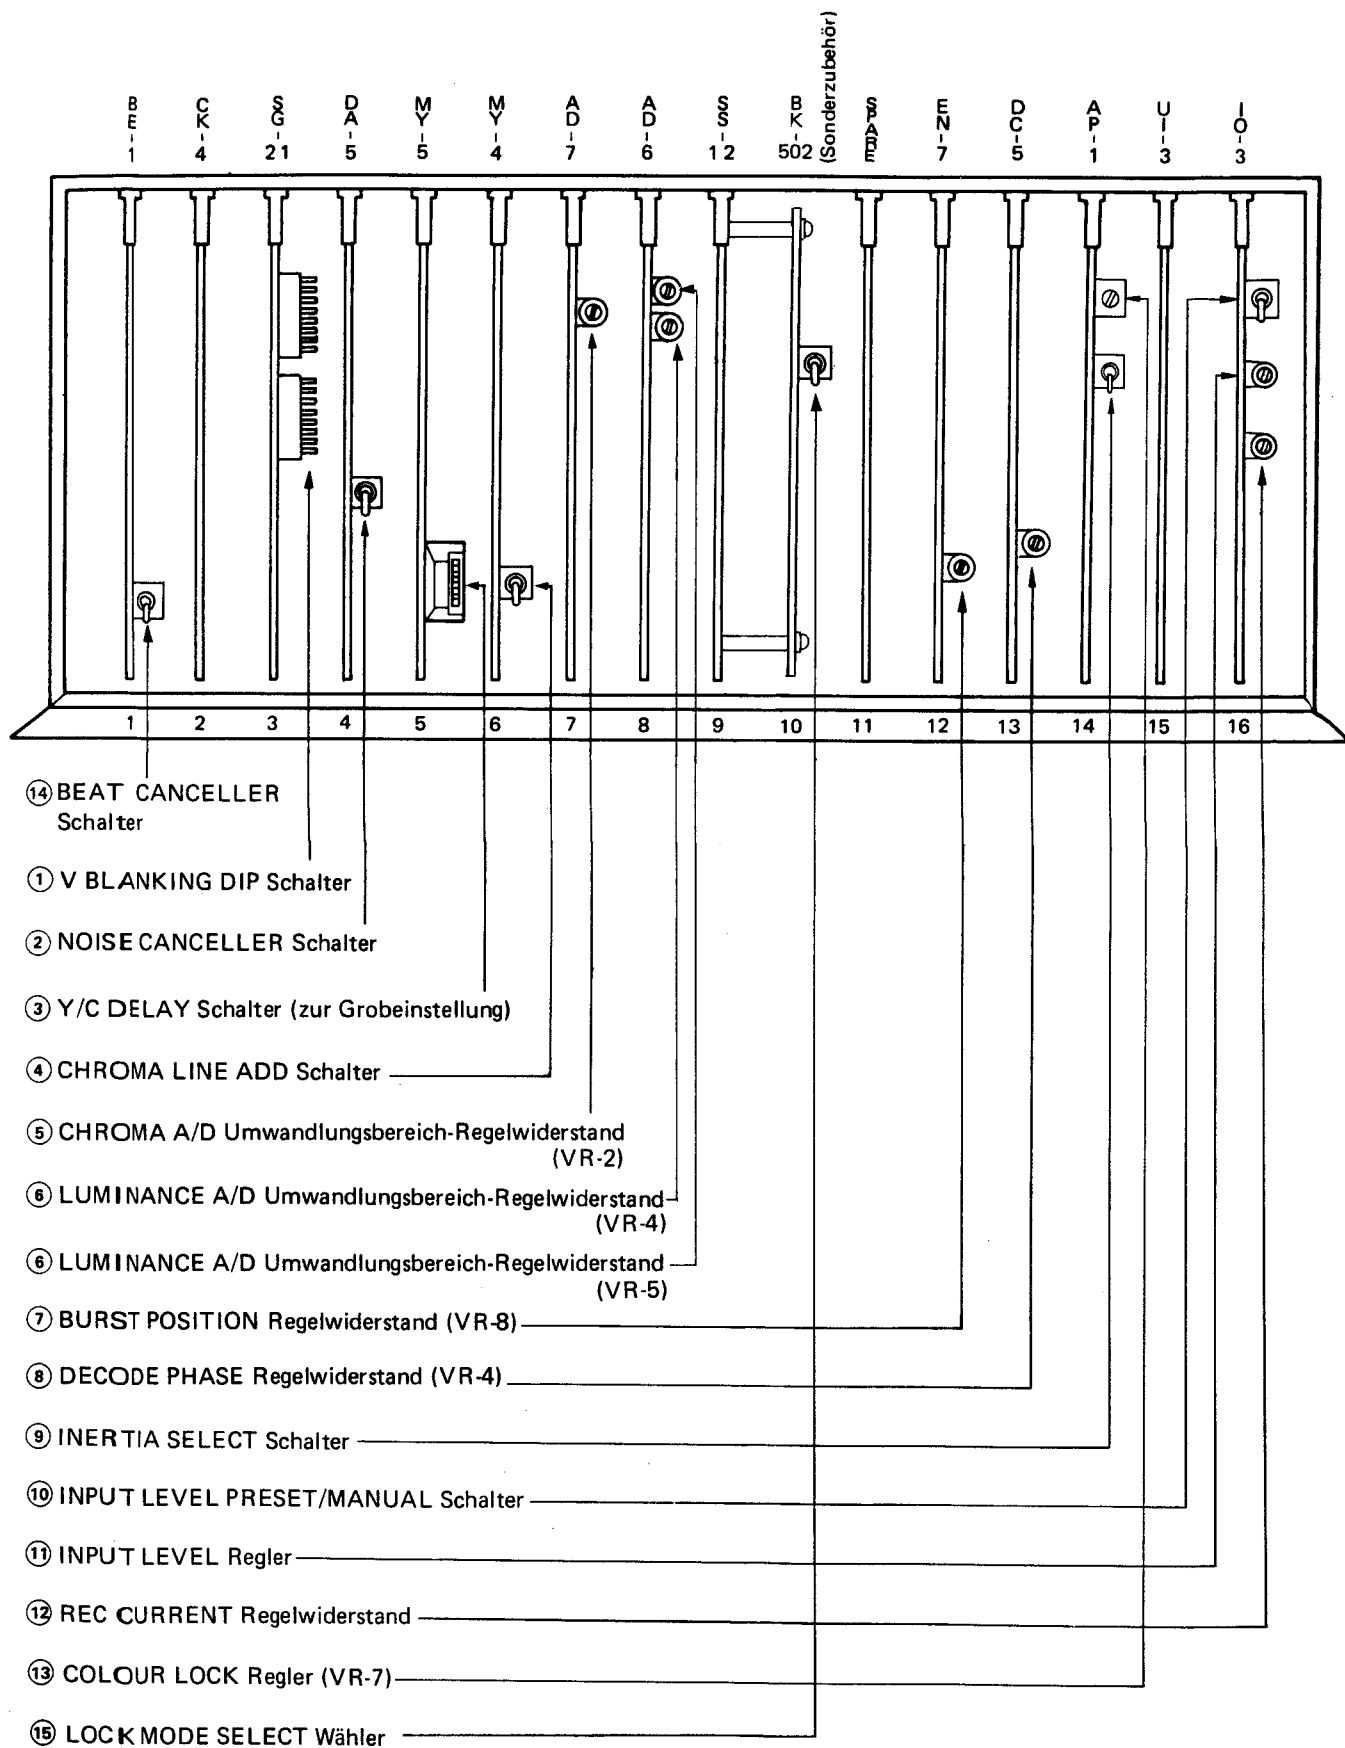 BE-1
CK-4
SG-21
DA-5
MY-5
MY-4
AD-7
AD-6
SS-12
BK-502 (Sonderzubehör)
SPARE
EN-7
DC-5
AP-1
UI-3
IO-3
1 2 3 4 5 6 7 8 9 10 11 12 13 14 15 16
⑭ BEAT CANCELLER
Schalter
① V BLANKING DIP Schalter
② NOISE CANCELLER Schalter
③ Y/C DELAY Schalter (zur Grobeinstellung)
④ CHROMA LINE ADD Schalter
⑤ CHROMA A/D Umwandlungsbereich-Regelwiderstand
(VR-2)
⑥ LUMINANCE A/D Umwandlungsbereich-Regelwiderstand
(VR-4)
⑥ LUMINANCE A/D Umwandlungsbereich-Regelwiderstand
(VR-5)
⑦ BURST POSITION Regelwiderstand (VR-8)
⑧ DECODE PHASE Regelwiderstand (VR-4)
⑨ INERTIA SELECT Schalter
⑩ INPUT LEVEL PRESET/MANUAL Schalter
⑪ INPUT LEVEL Regler
⑫ REC CURRENT Regelwiderstand
⑬ COLOUR LOCK Regler (VR-7)
⑮ LOCK MODE SELECT Wähler